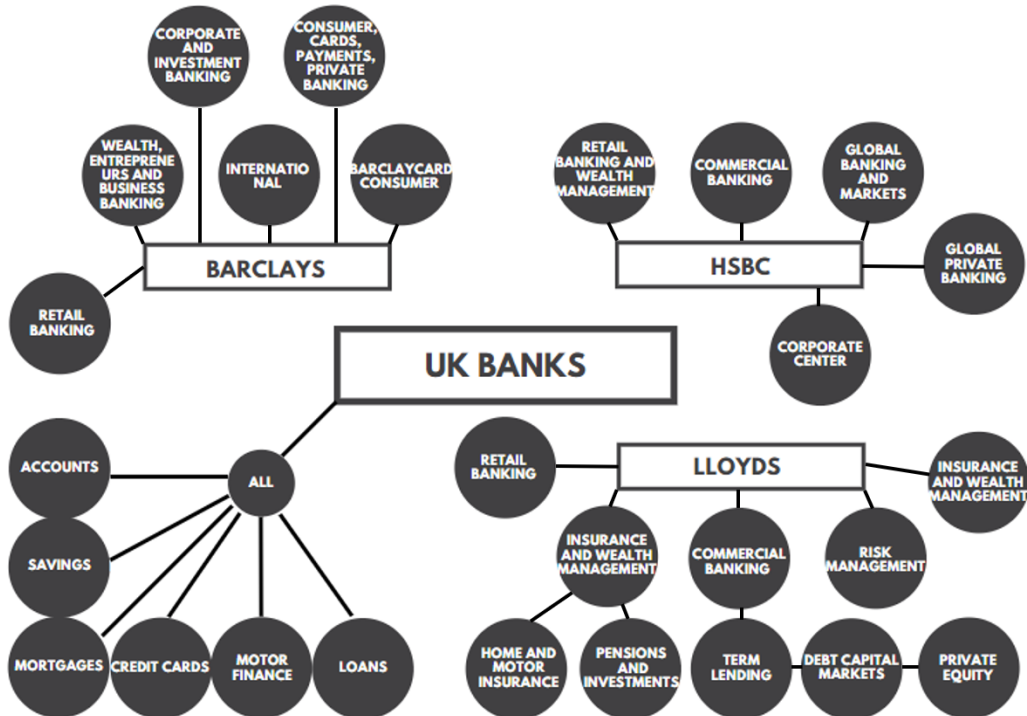 CORPORATE
AND
INVESTMENT
BANKING
CONSUMER,
CARDS,
PAYMENTS,
PRIVATE
BANKING
WEALTH,
ENTREPRENE
URS AND
BUSINESS
BANKING
INTERNATIO
NAL
BARCLAYCARD
CONSUMER
BARCLAYS
RETAIL
BANKING
RETAIL
BANKING AND
WEALTH
MANAGEMENT
COMMERCIAL
BANKING
GLOBAL
BANKING
AND
MARKETS
HSBC
GLOBAL
PRIVATE
BANKING
CORPORATE
CENTER
UK BANKS
ALL
ACCOUNTS
SAVINGS
MORTGAGES
CREDIT CARDS
MOTOR
FINANCE
LOANS
RETAIL
BANKING
LLOYDS
INSURANCE
AND WEALTH
MANAGEMENT
INSURANCE
AND WEALTH
MANAGEMENT
COMMERCIAL
BANKING
RISK
MANAGEMENT
HOME AND
MOTOR
INSURANCE
PENSIONS
AND
INVESTMENTS
TERM
LENDING
DEBT CAPITAL
MARKETS
PRIVATE
EQUITY